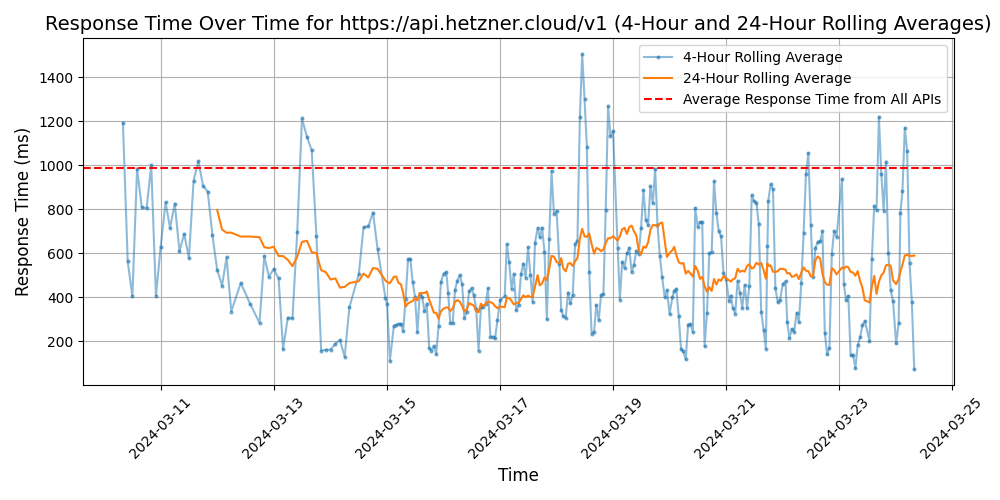 Response Time Over Time for https://api.hetzner.cloud/v1 (4-Hour and 24-Hour Rolling Averages)
4-Hour Rolling Average
24-Hour Rolling Average
Average Response Time from All APIs
Response Time (ms)
1400
1200
1000
800
600
400
200
2024-03-11
2024-03-13
2024-03-15
2024-03-17
2024-03-19
2024-03-21
2024-03-23
2024-03-25
Time